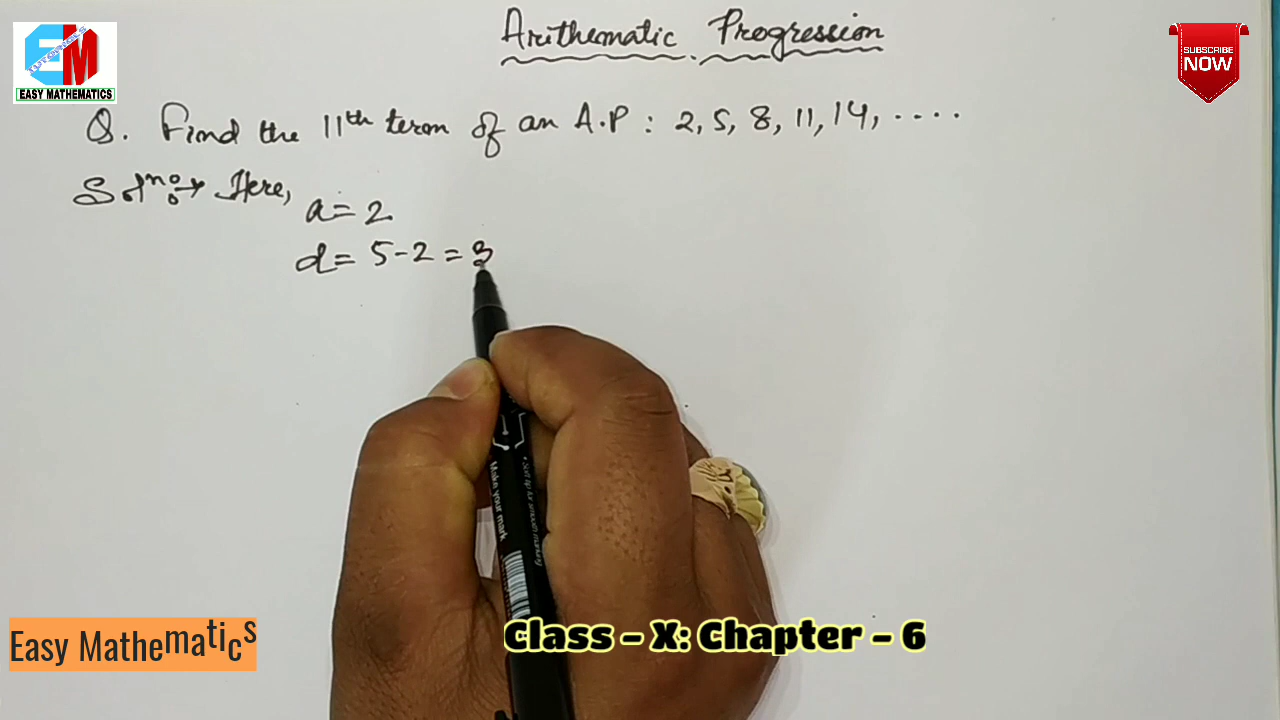 Arithematic Progression
EM
EASY MATHEMATICS
SUBSCRIBE
NOW
Q. Find the 11th term of an A.P : 2, 5, 8, 11, 14, ....
Soln:→ Here,
a = 2
d = 5 - 2 = 3
Make your mark
Easy Mathematics
Class - X: Chapter - 6